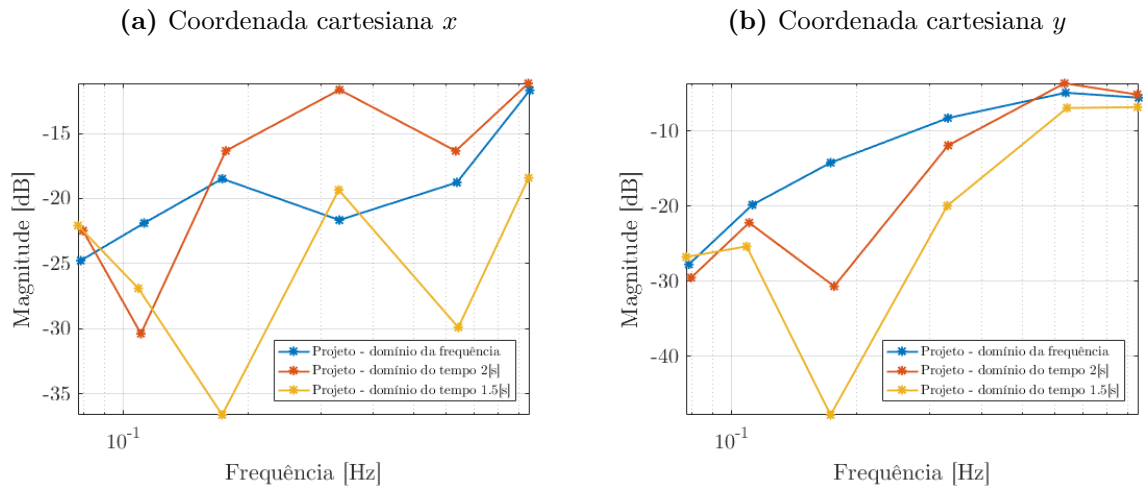 (a) Coordenada cartesiana x
-15
-20
-25
-30
-35
Magnitude [dB]
Projeto - domínio da frequência
Projeto - domínio do tempo 2[s]
Projeto - domínio do tempo 1.5[s]
10-1
Frequência [Hz]
(b) Coordenada cartesiana y
-10
-20
-30
-40
Magnitude [dB]
Projeto - domínio da frequência
Projeto - domínio do tempo 2[s]
Projeto - domínio do tempo 1.5[s]
10-1
Frequência [Hz]